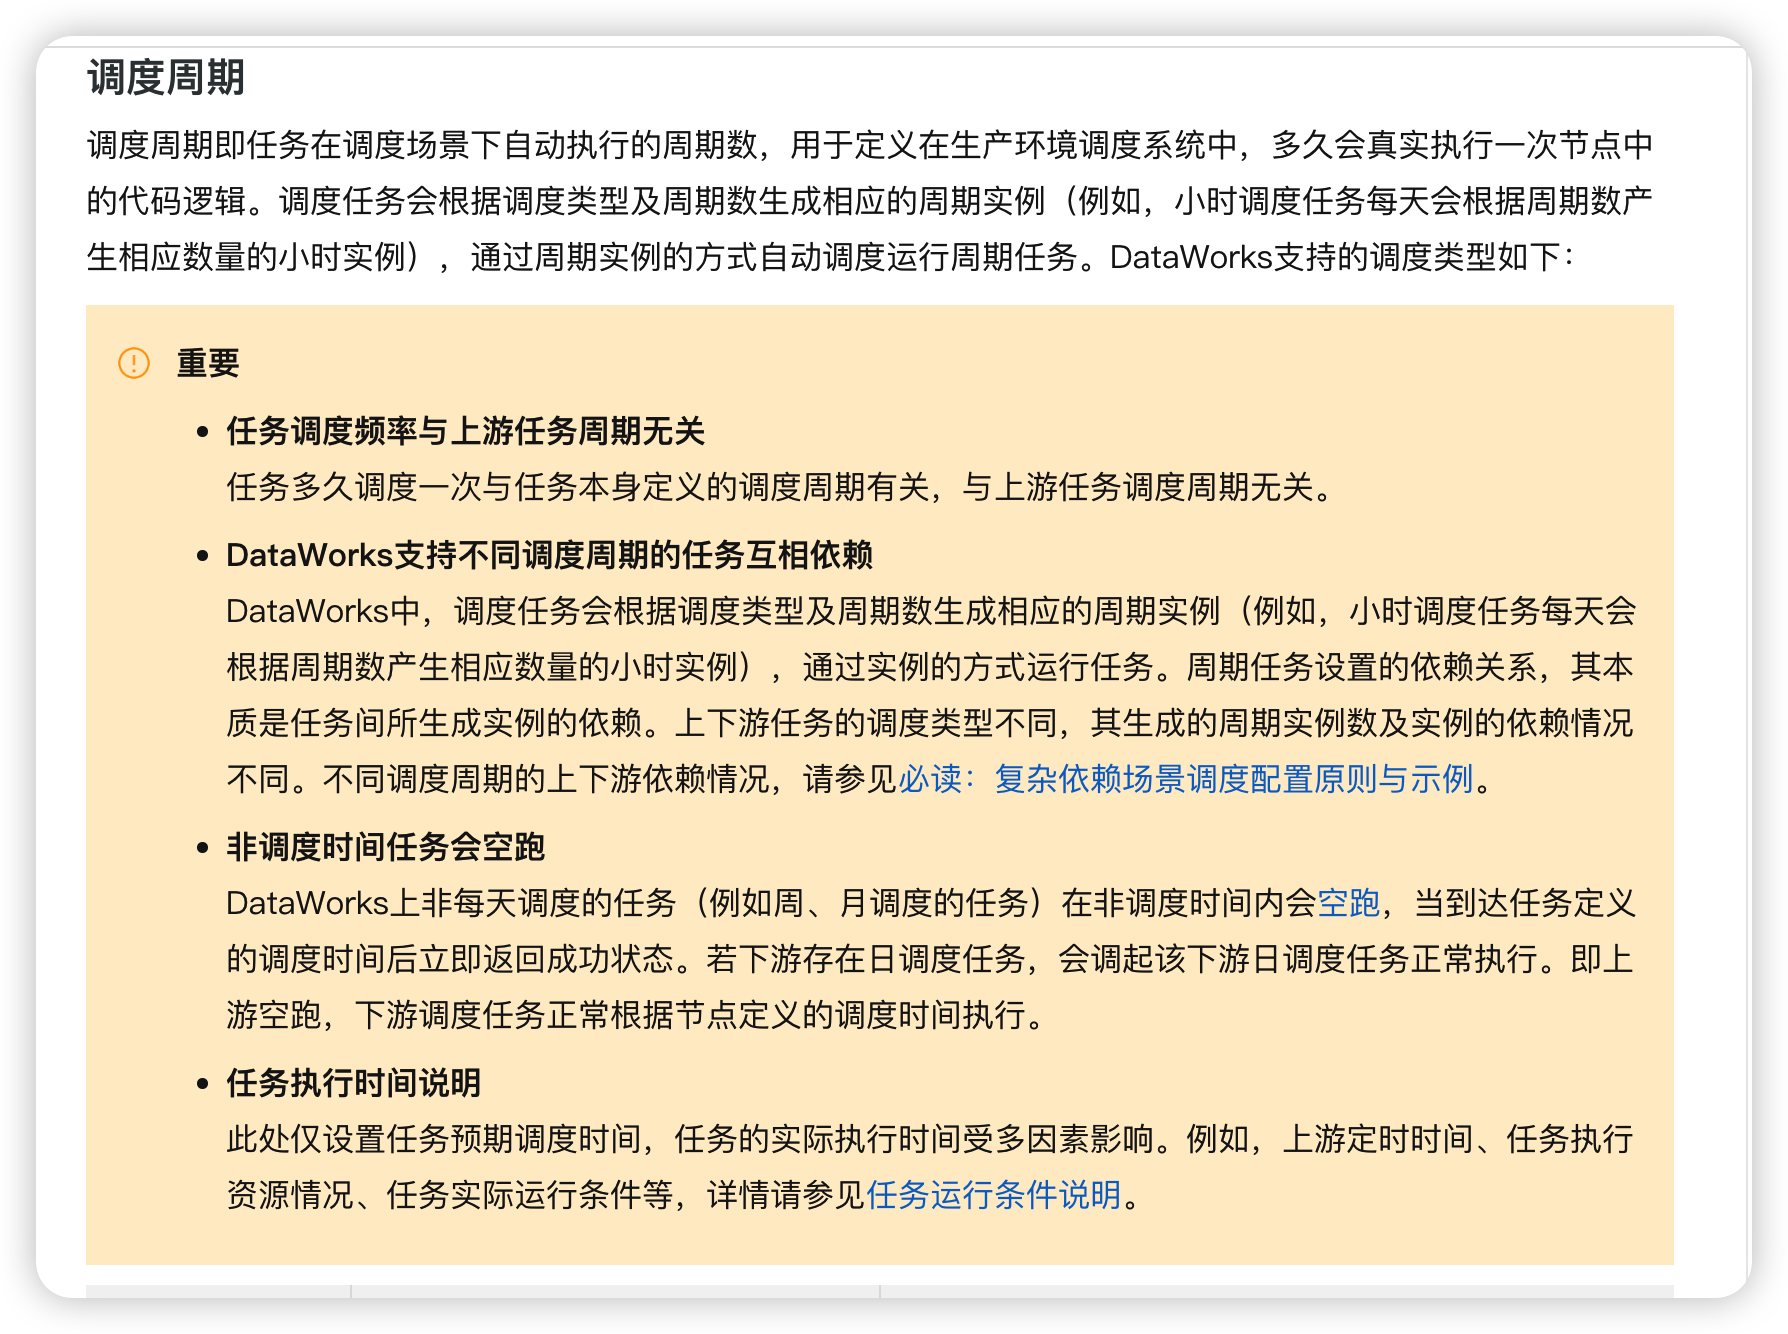 调度周期
调度周期即任务在调度场景下自动执行的周期数，用于定义在生产环境调度系统中，多久会真实执行一次节点中
的代码逻辑。调度任务会根据调度类型及周期数生成相应的周期实例（例如，小时调度任务每天会根据周期数产
生相应数量的小时实例），通过周期实例的方式自动调度运行周期任务。DataWorks支持的调度类型如下：
重要
• 任务调度频率与上游任务周期无关
任务多久调度一次与任务本身定义的调度周期有关，与上游任务调度周期无关。
• DataWorks支持不同调度周期的任务互相依赖
DataWorks中，调度任务会根据调度类型及周期数生成相应的周期实例（例如，小时调度任务每天会
根据周期数产生相应数量的小时实例），通过实例的方式运行任务。周期任务设置的依赖关系，其本
质是任务间所生成实例的依赖。上下游任务的调度类型不同，其生成的周期实例数及实例的依赖情况
不同。不同调度周期的上下游依赖情况，请参见必读：复杂依赖场景调度配置原则与示例。
• 非调度时间任务会空跑
DataWorks上非每天调度的任务（例如周、月调度的任务）在非调度时间内会空跑，当到达任务定义
的调度时间后立即返回成功状态。若下游存在日调度任务，会调起该下游日调度任务正常执行。即上
游空跑，下游调度任务正常根据节点定义的调度时间执行。
• 任务执行时间说明
此处仅设置任务预期调度时间，任务的实际执行时间受多因素影响。例如，上游定时时间、任务执行
资源情况、任务实际运行条件等，详情请参见任务运行条件说明。